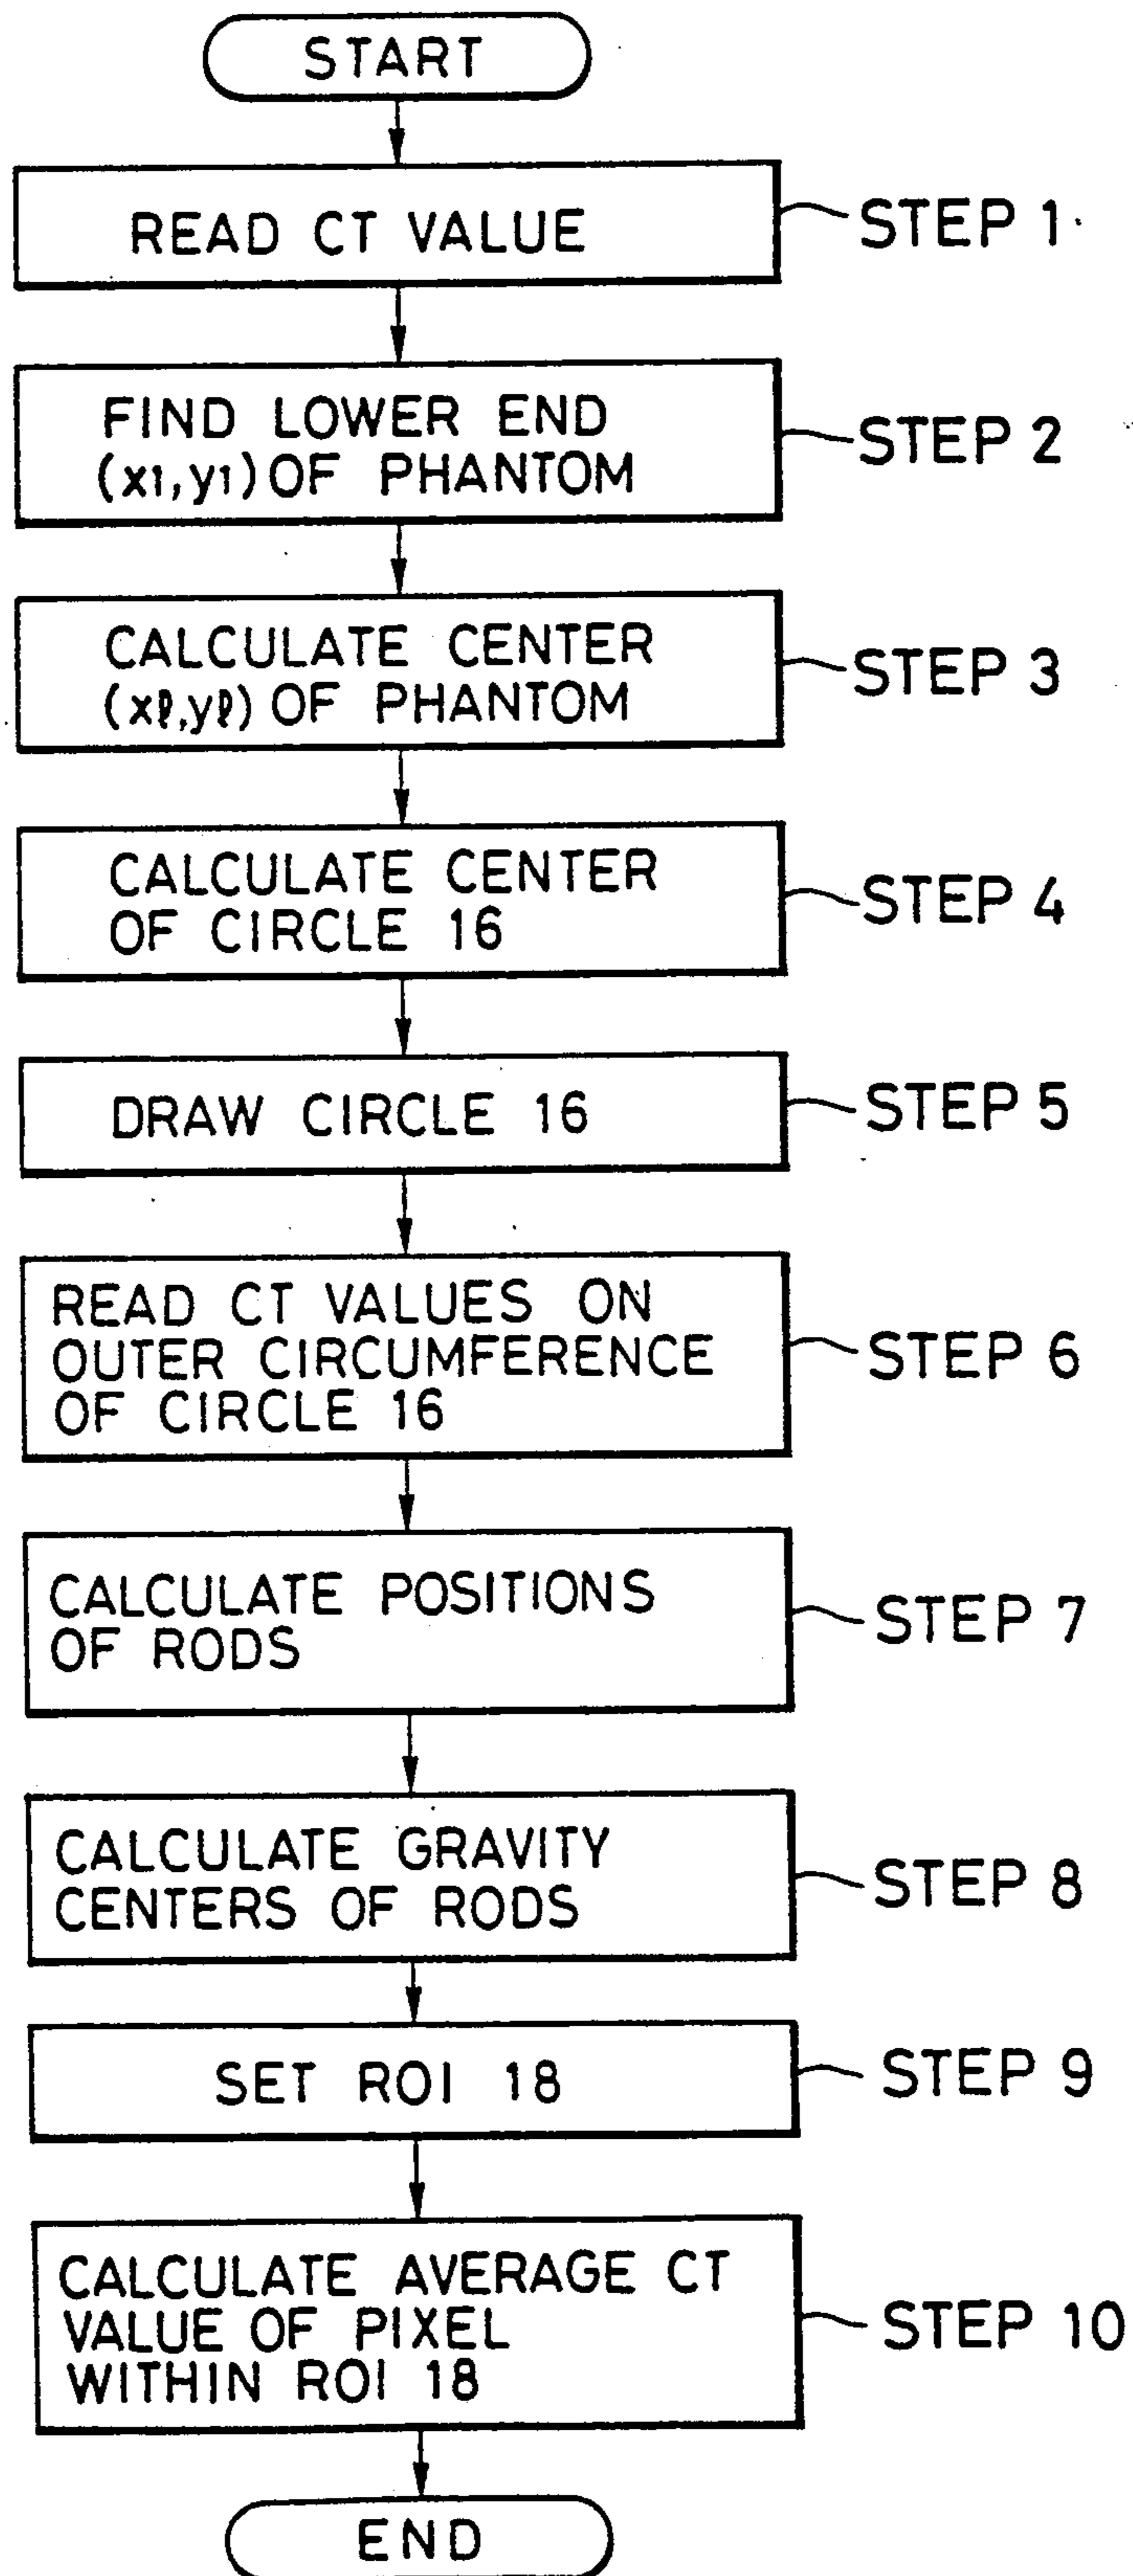 START
READ CT VALUE
STEP 1
FIND LOWER END
(x1,y1) OF PHANTOM
STEP 2
CALCULATE CENTER
(xℓ,yℓ) OF PHANTOM
STEP 3
CALCULATE CENTER
OF CIRCLE 16
STEP 4
DRAW CIRCLE 16
STEP 5
READ CT VALUES ON
OUTER CIRCUMFERENCE
OF CIRCLE 16
STEP 6
CALCULATE POSITIONS
OF RODS
STEP 7
CALCULATE GRAVITY
CENTERS OF RODS
STEP 8
SET ROI 18
STEP 9
CALCULATE AVERAGE CT
VALUE OF PIXEL
WITHIN ROI 18
STEP 10
END